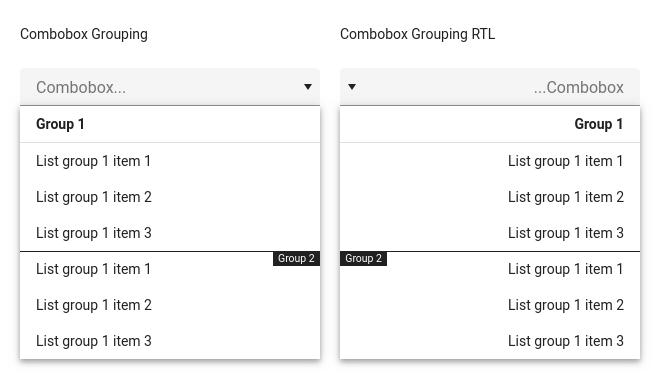 Combobox Grouping
Combobox...
Group 1
List group 1 item 1
List group 1 item 2
List group 1 item 3
Group 2
List group 1 item 1
List group 1 item 2
List group 1 item 3
Combobox Grouping RTL
...Combobox
Group 1
List group 1 item 1
List group 1 item 2
List group 1 item 3
Group 2
List group 1 item 1
List group 1 item 2
List group 1 item 3